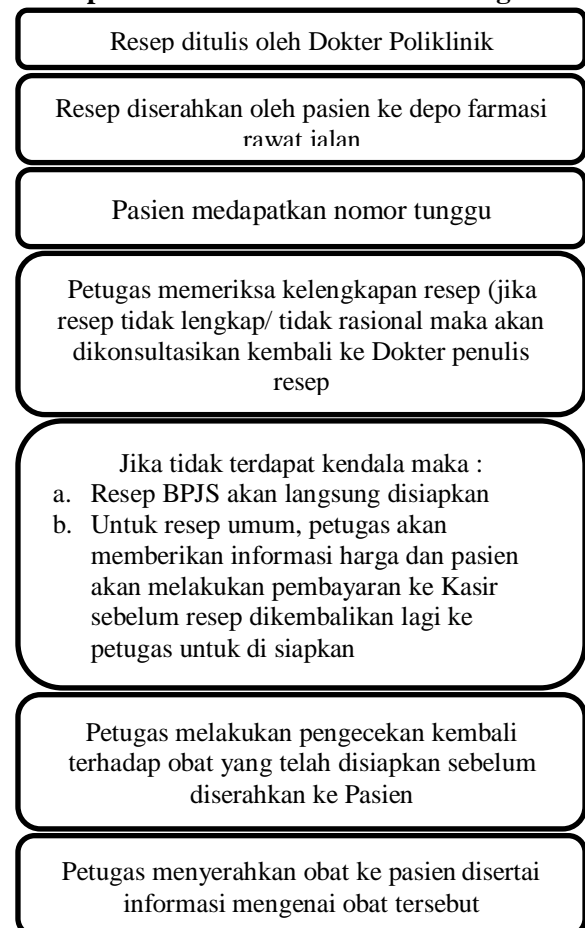 Resep ditulis oleh Dokter Poliklinik
Resep diserahkan oleh pasien ke depo farmasi
rawat jalan
Pasien medapatkan nomor tunggu
Petugas memeriksa kelengkapan resep (jika
resep tidak lengkap/ tidak rasional maka akan
dikonsultasikan kembali ke Dokter penulis
resep
Jika tidak terdapat kendala maka :
a. Resep BPJS akan langsung disiapkan
b. Untuk resep umum, petugas akan
memberikan informasi harga dan pasien
akan melakukan pembayaran ke Kasir
sebelum resep dikembalikan lagi ke
petugas untuk di siapkan
Petugas melakukan pengecekan kembali
terhadap obat yang telah disiapkan sebelum
diserahkan ke Pasien
Petugas menyerahkan obat ke pasien disertai
informasi mengenai obat tersebut